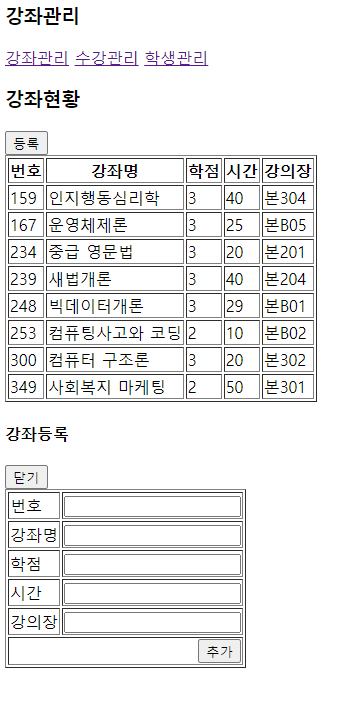 강좌관리
강좌관리 수강관리 학생관리
강좌현황
등록
번호 강좌명 학점 시간 강의장
159 인지행동심리학 3 40 본304
167 운영체제론 3 25 본B05
234 중급 영문법 3 20 본201
239 새법개론 3 40 본204
248 빅데이터개론 3 29 본B01
253 컴퓨팅사고와 코딩 2 10 본B02
300 컴퓨터 구조론 3 20 본302
349 사회복지 마케팅 2 50 본301
강좌등록
닫기
번호
강좌명
학점
시간
강의장
추가